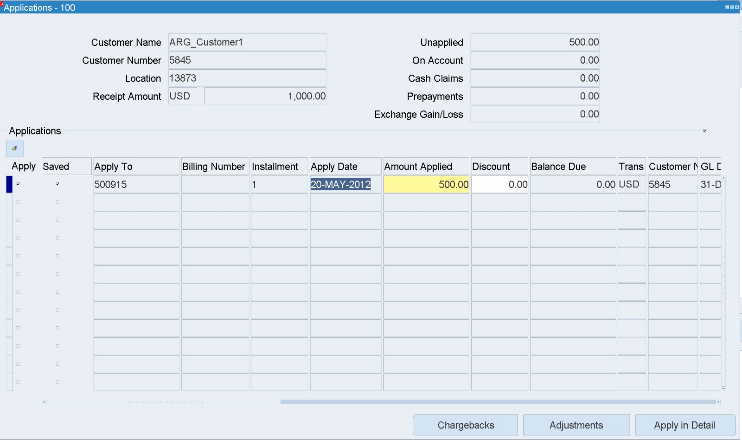 Applications - 100
Customer Name ARG_Customer1 Unapplied 500.00
Customer Number 5845 On Account 0.00
Location 13873 Cash Claims 0.00
Receipt Amount USD 1,000.00 Prepayments 0.00
Exchange Gain/Loss 0.00
Applications
Apply Saved Apply To Billing Number Installment Apply Date Amount Applied Discount Balance Due Trans Customer N GL D
500915 1 20-MAY-2012 500.00 0.00 0.00 USD 5845 31-D
Chargebacks Adjustments Apply in Detail